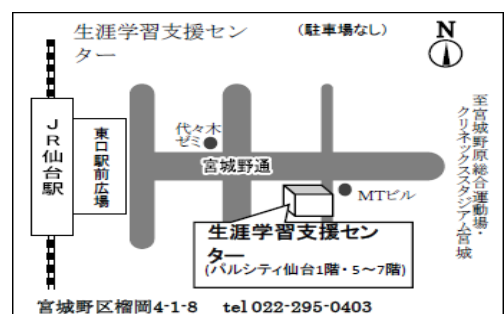 生涯学習支援セン
ター
(駐車場なし)
N
至宮城野原総合運動場・
クリネックススタジアム宮城
JR仙台駅
東口駅前広場
代々木
ゼミ
宮城野通
MTビル
生涯学習支援セン
ター
(パルシティ仙台1階・5～7階)
宮城野区榴岡4-1-8 tel 022-295-0403